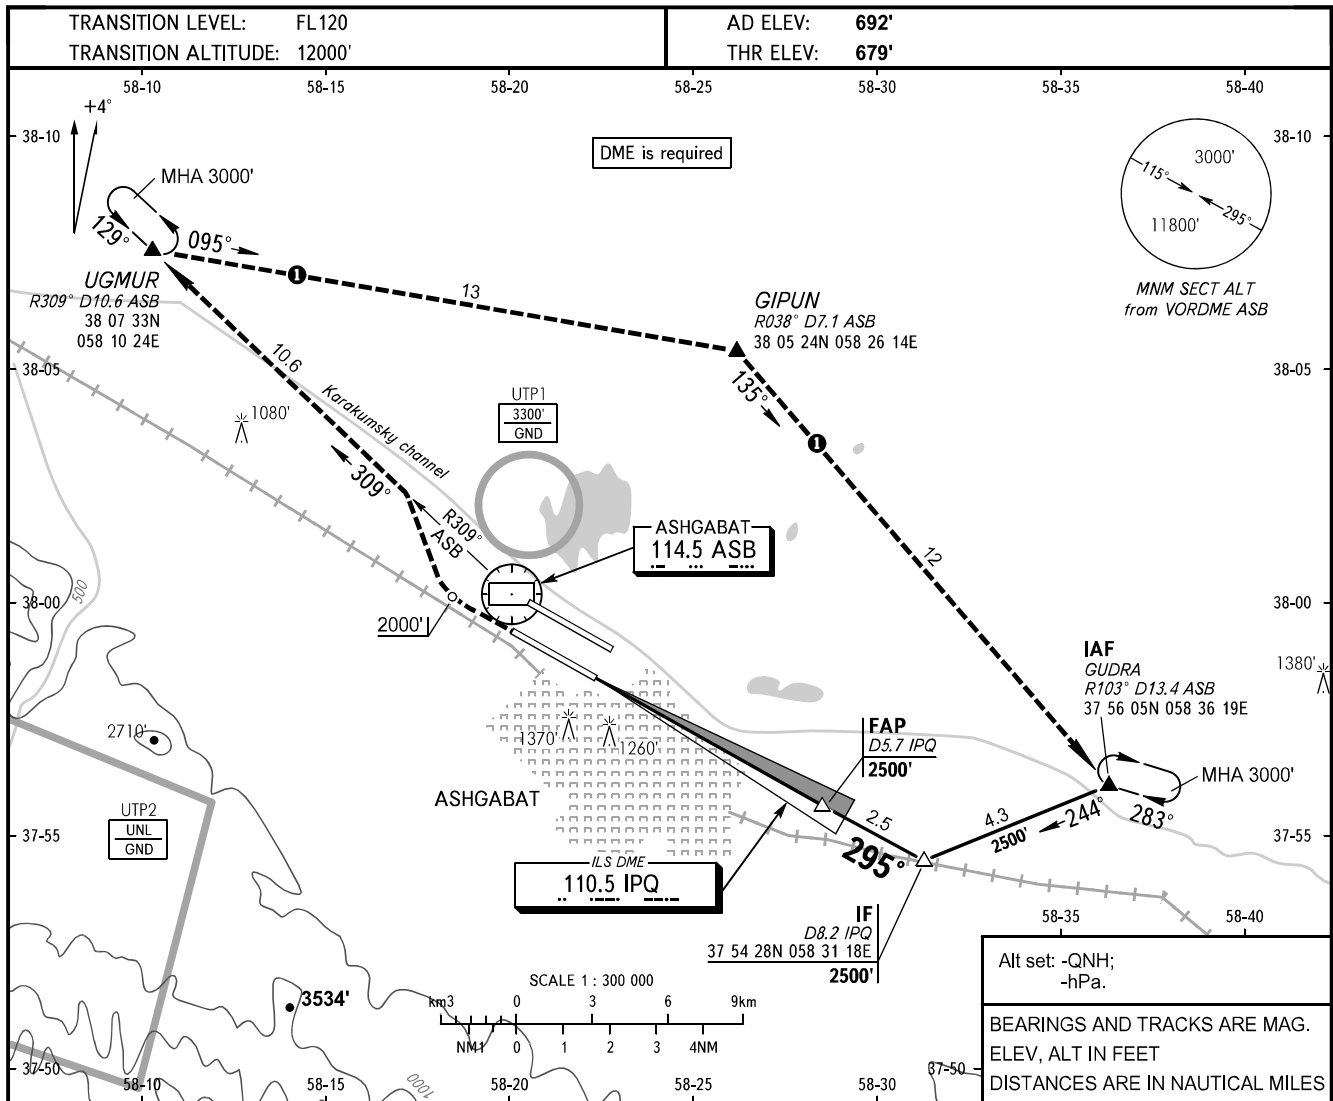 TRANSITION LEVEL: FL120
TRANSITION ALTITUDE: 12000'
AD ELEV: 692'
THR ELEV: 679'
58-10 58-15 58-20 58-25 58-30 58-35 58-40
+4°
38-10 38-10
DME is required
3000'
115°
295°
11800'
MNM SECT ALT
from VORDME ASB
MHA 3000'
129°
095°
1
13
UGMUR
R309° D10.6 ASB
38 07 33N
058 10 24E
GIPUN
R038° D7.1 ASB
38 05 24N 058 26 14E
38-05 38-05
10.6
135°
Karakumsky channel
UTP1
3300'
GND
1080'
1
309°
R309°
ASB
ASHGABAT
114.5 ASB
12
500
38-00 38-00
2000'
IAF
GUDRA
R103° D13.4 ASB
37 56 05N 058 36 19E
1380'
2710'
1370'
1260'
FAP
D5.7 IPQ
2500'
MHA 3000'
ASHGABAT
UTP2
UNL
GND
2.5
4.3
2500'
244°
283°
37-55 37-55
295°
ILS DME
110.5 IPQ
IF
D8.2 IPQ
37 54 28N 058 31 18E
2500'
58-35 58-40
Alt set: -QNH;
-hPa.
3534'
SCALE 1 : 300 000
km3 0 3 6 9km
NM1 0 1 2 3 4NM
BEARINGS AND TRACKS ARE MAG.
ELEV, ALT IN FEET
DISTANCES ARE IN NAUTICAL MILES
37-50 37-50
1000
58-10 58-15 58-20 58-25 58-30